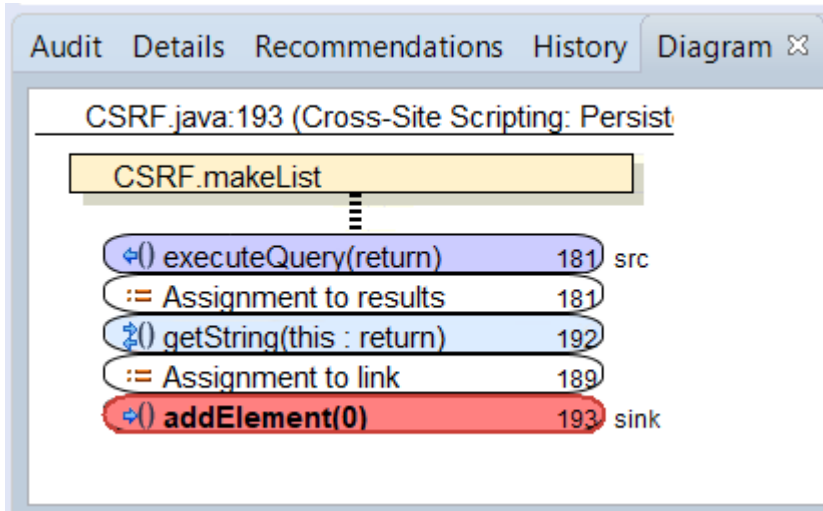 Audit Details Recommendations History Diagram
CSRF.java:193 (Cross-Site Scripting: Persist
CSRF.makeList
executeQuery(return) 181 src
:= Assignment to results 181
getString(this : return) 192
:= Assignment to link 189
addElement(0) 193 sink